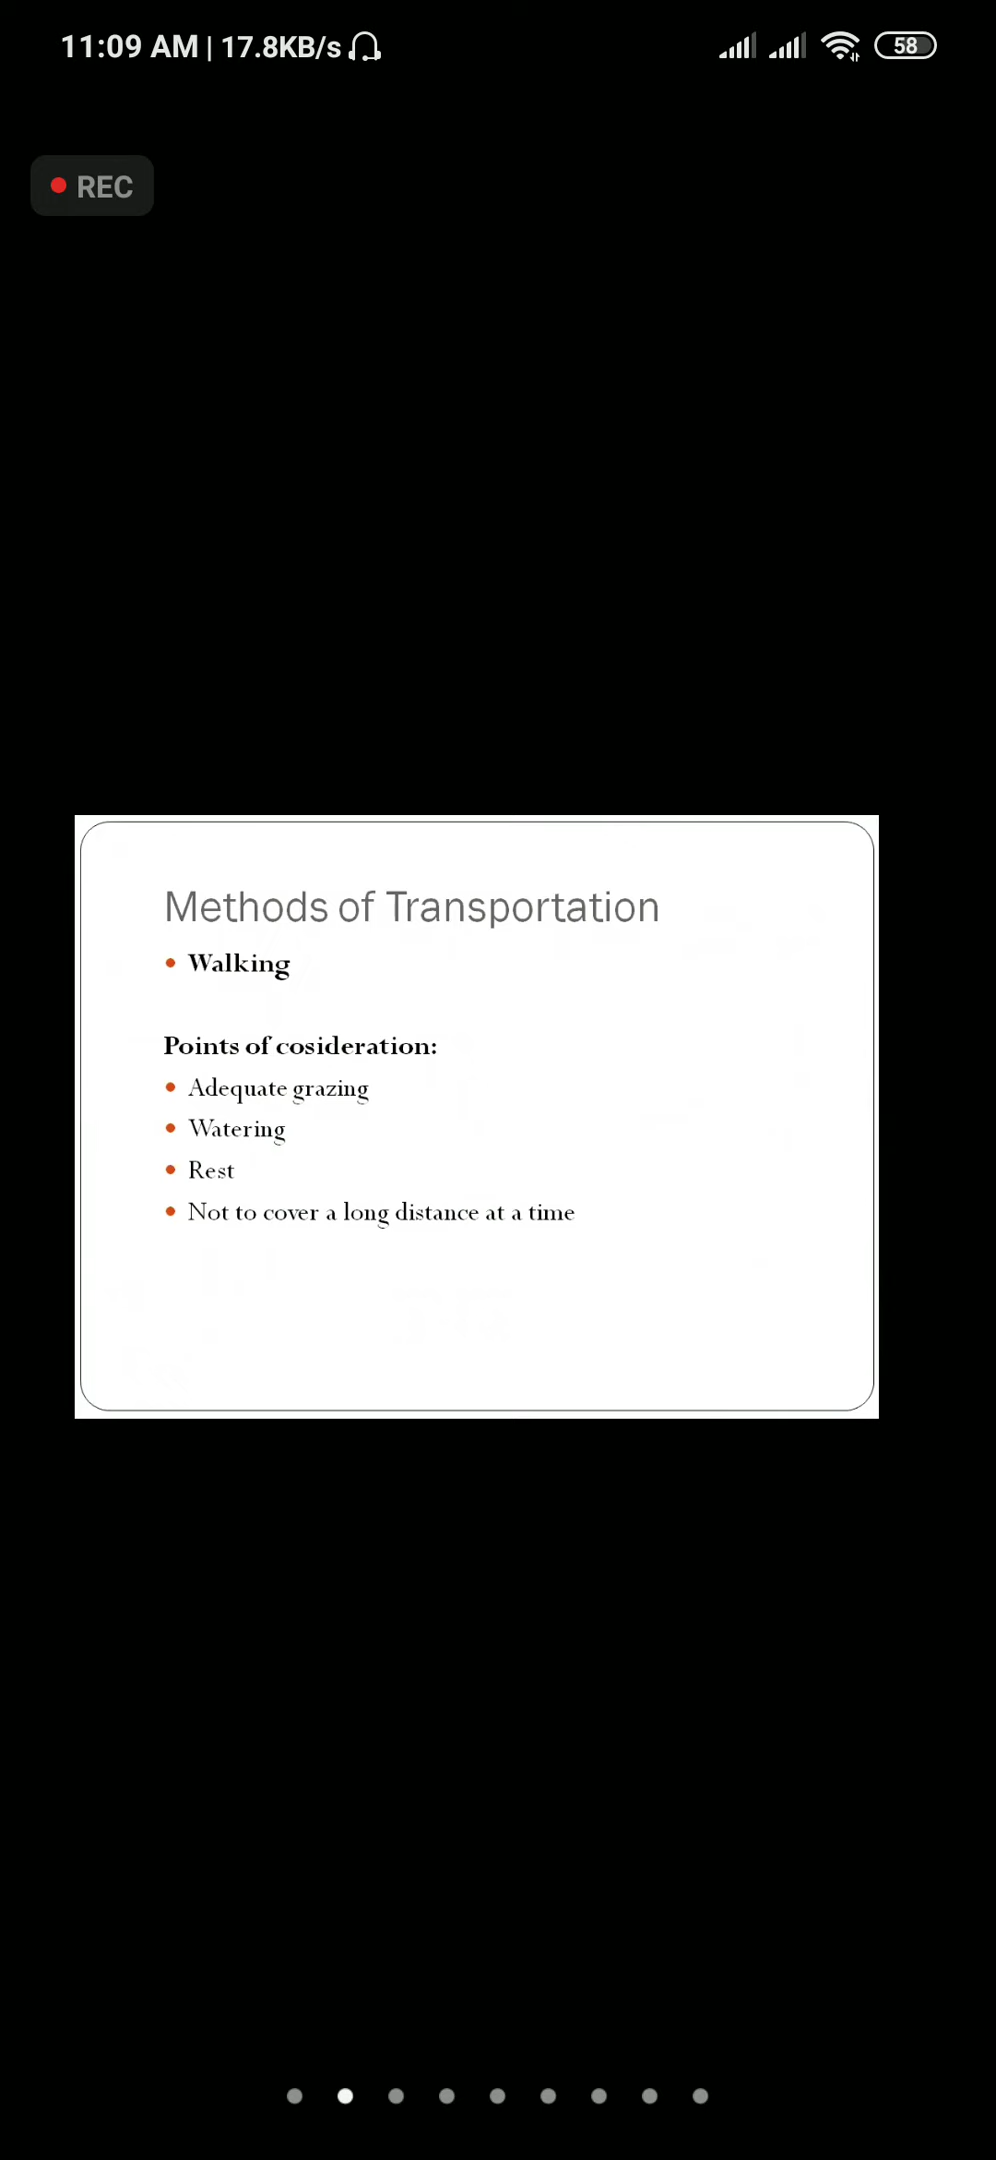 11:09 AM | 17.8KB/s 58
REC
Methods of Transportation
• Walking
Points of cosideration:
• Adequate grazing
• Watering
• Rest
• Not to cover a long distance at a time